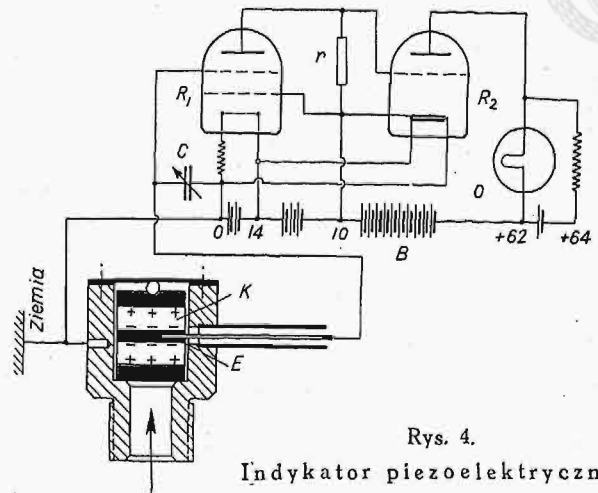 r
R1
R2
C
O
0 14 10 B +62 +64
Ziemia
K
E
+ + +
- - -
- - -
+ + +
Rys. 4.
Indykator piezoelektryczn